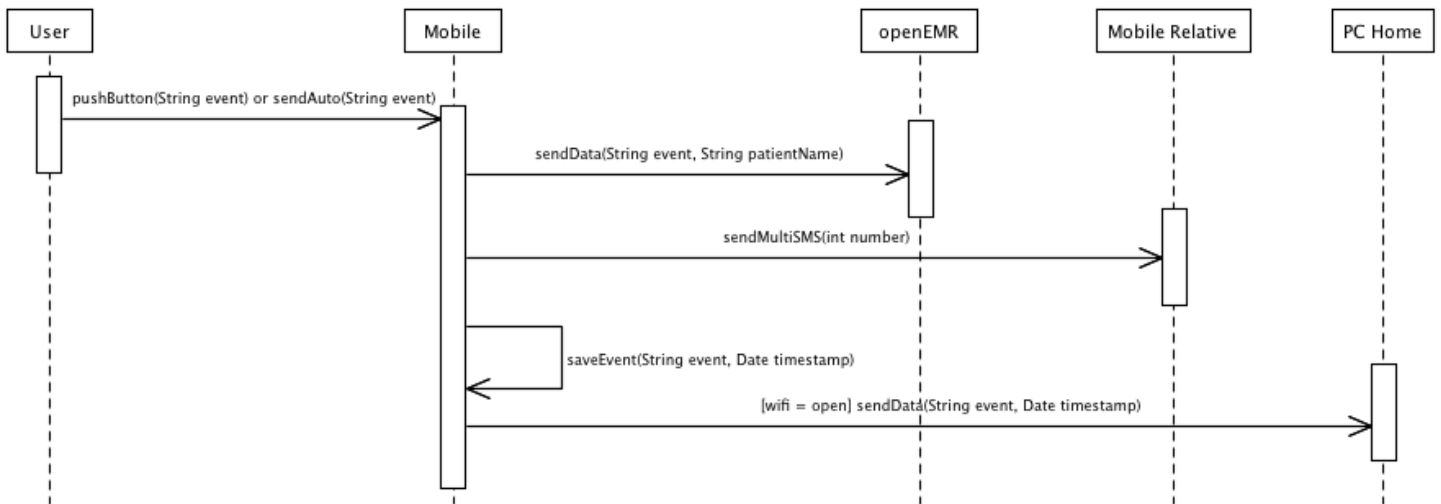 User
Mobile
openEMR
Mobile Relative
PC Home
pushButton(String event) or sendAuto(String event)
sendData(String event, String patientName)
sendMultiSMS(int number)
saveEvent(String event, Date timestamp)
[wifi = open] sendData(String event, Date timestamp)